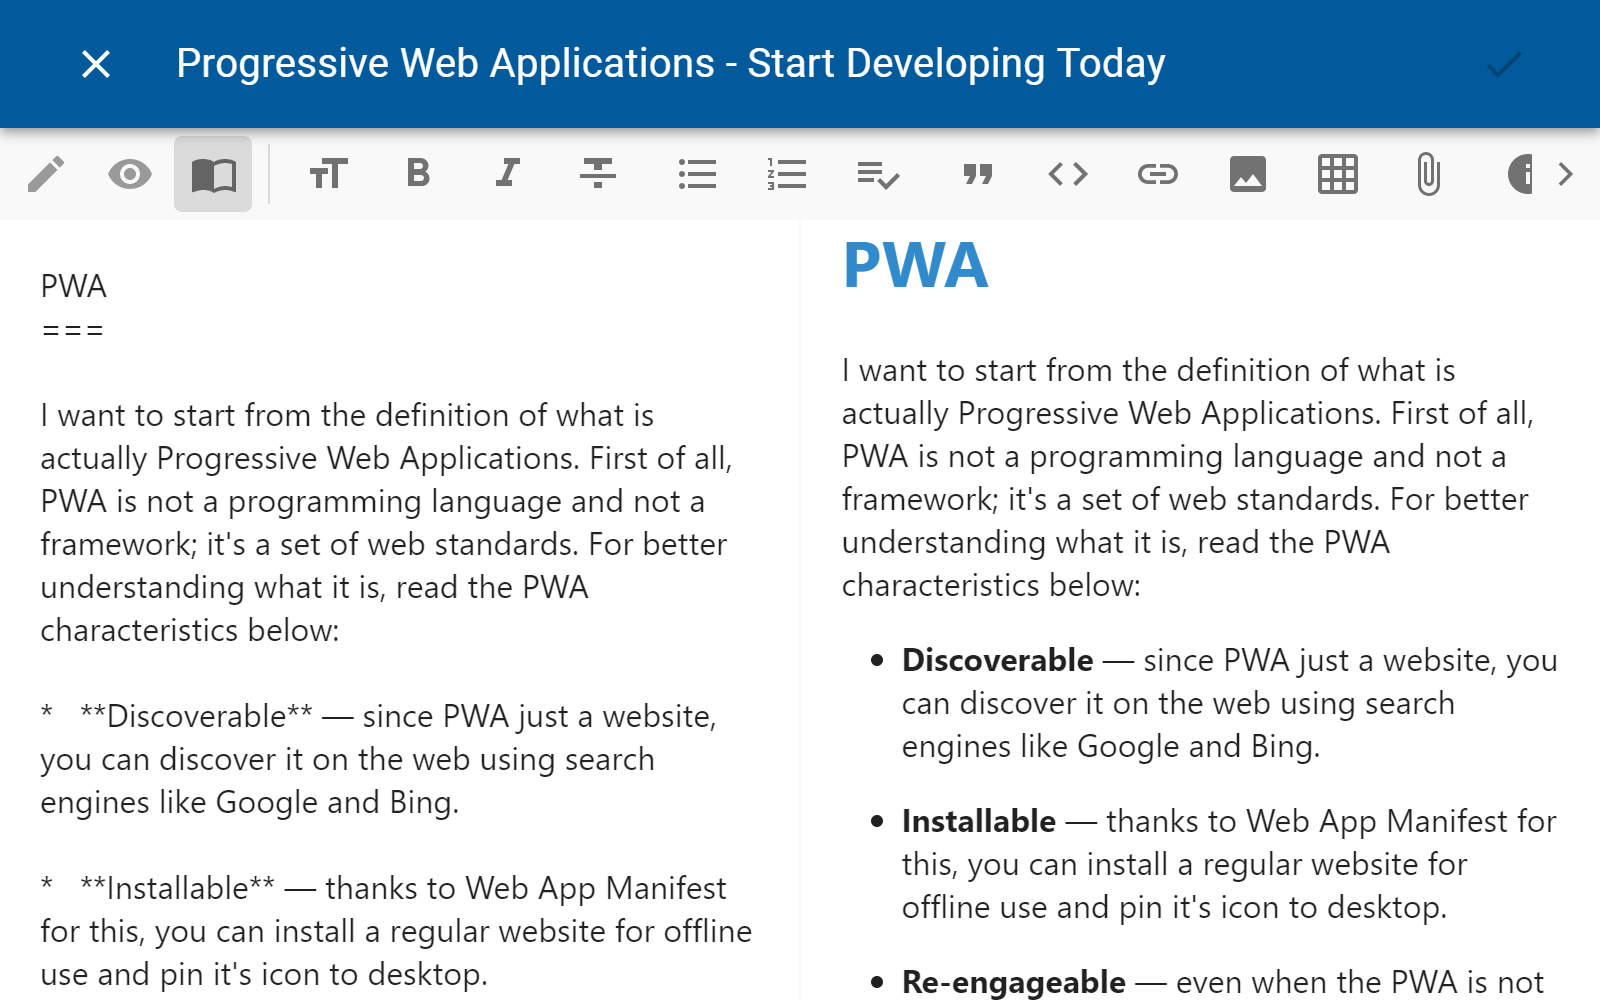 Progressive Web Applications - Start Developing Today
PWA
===
I want to start from the definition of what is
actually Progressive Web Applications. First of all,
PWA is not a programming language and not a
framework; it's a set of web standards. For better
understanding what it is, read the PWA
characteristics below:
*   **Discoverable** — since PWA just a website,
you can discover it on the web using search
engines like Google and Bing.
*   **Installable** — thanks to Web App Manifest
for this, you can install a regular website for offline
use and pin it's icon to desktop.
PWA
I want to start from the definition of what is
actually Progressive Web Applications. First of all,
PWA is not a programming language and not a
framework; it's a set of web standards. For better
understanding what it is, read the PWA
characteristics below:
• Discoverable — since PWA just a website, you
can discover it on the web using search
engines like Google and Bing.
• Installable — thanks to Web App Manifest for
this, you can install a regular website for
offline use and pin it's icon to desktop.
• Re-engageable — even when the PWA is not